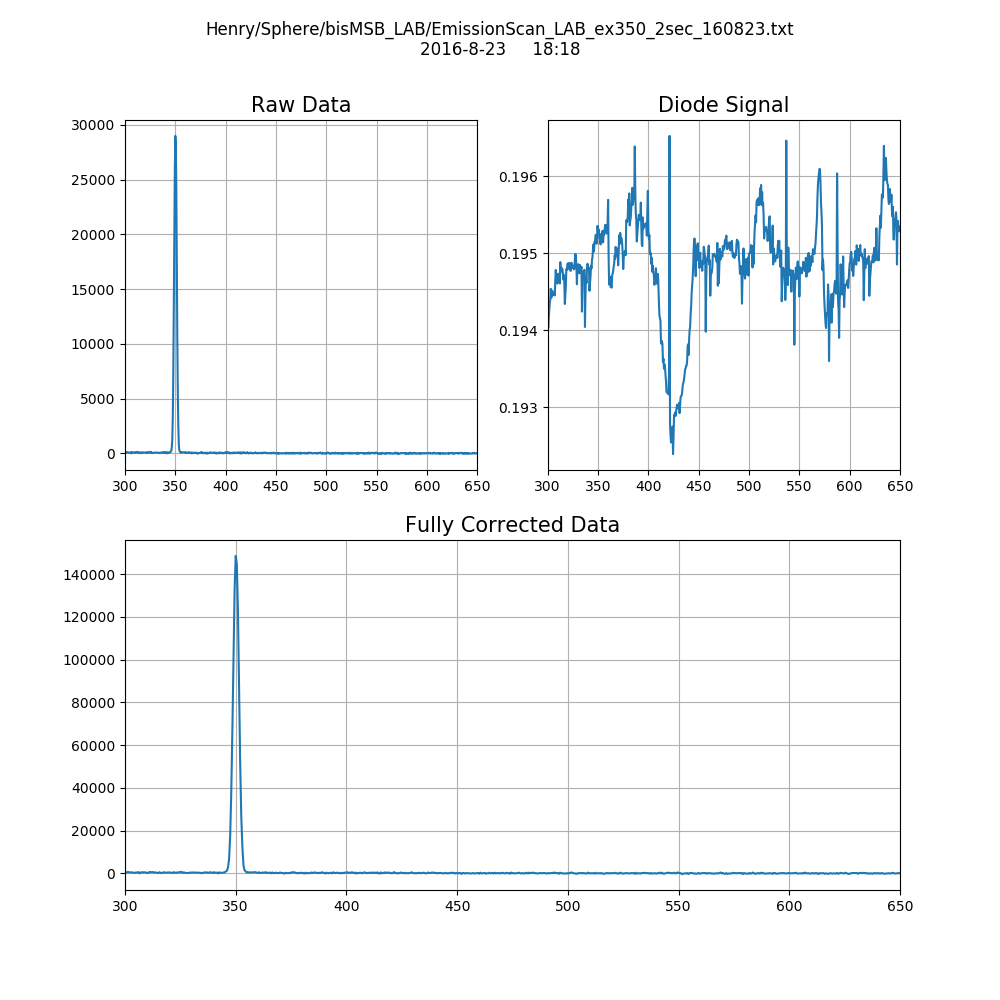 Henry/Sphere/bisMSB_LAB/EmissionScan_LAB_ex350_2sec_160823.txt
2016-8-23 18:18
Raw Data
30000
25000
20000
15000
10000
5000
0
300 350 400 450 500 550 600 650
Diode Signal
0.196
0.195
0.194
0.193
300 350 400 450 500 550 600 650
Fully Corrected Data
140000
120000
100000
80000
60000
40000
20000
0
300 350 400 450 500 550 600 650